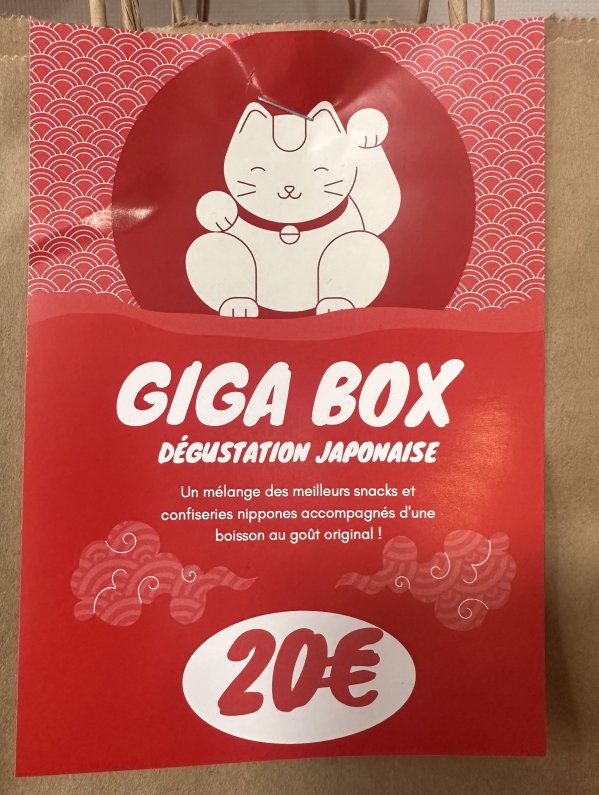 GIGA BOX
DÉGUSTATION JAPONAISE
Un mélange des meilleurs snacks et
confiseries nippones accompagnés d'une
boisson au goût original !
20€